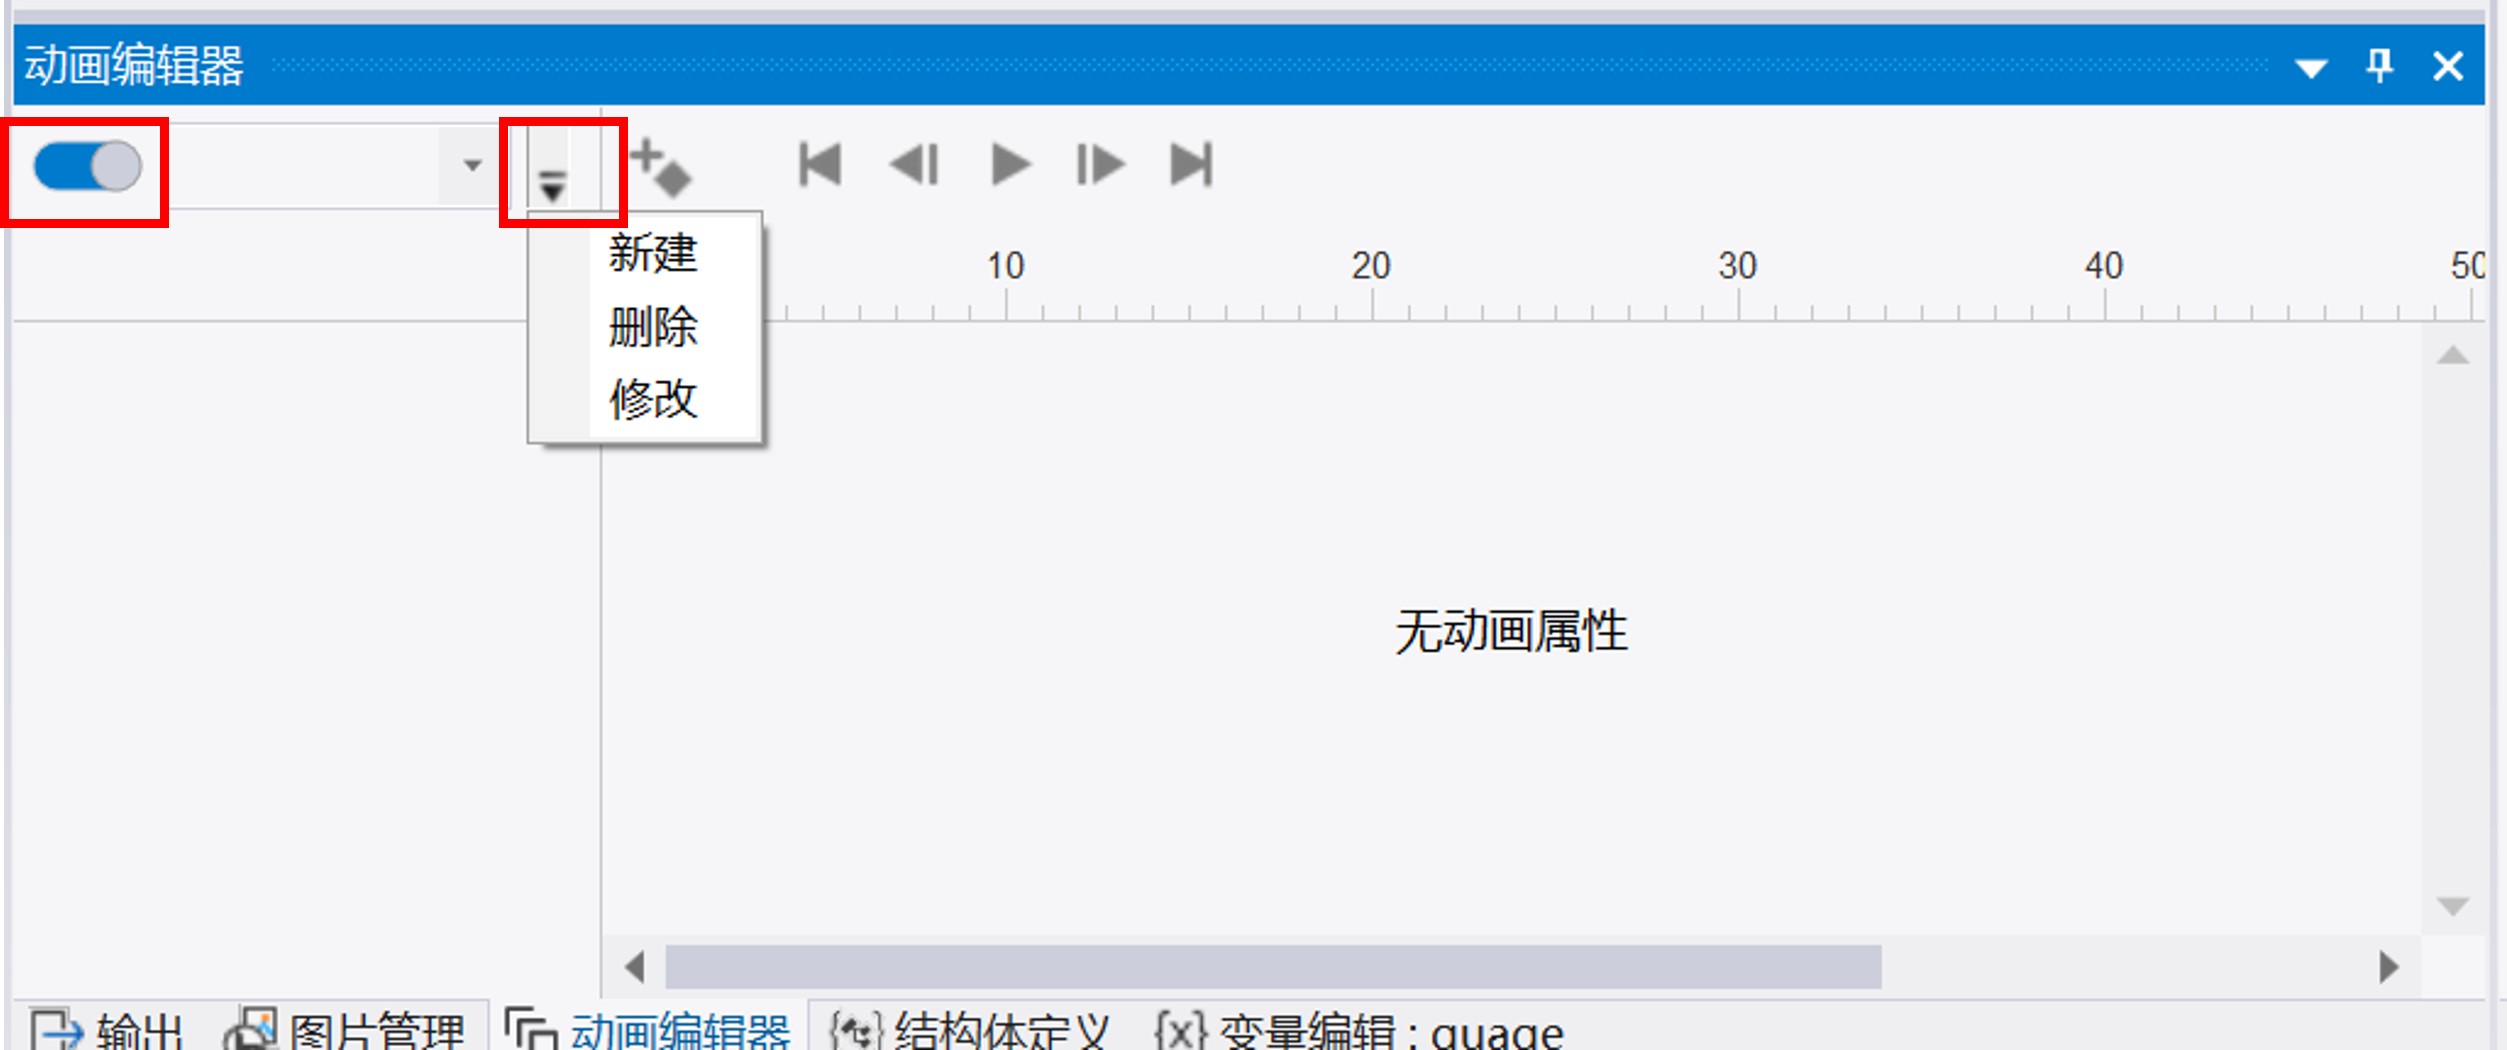 动画编辑器
新建
删除
修改
10 20 30 40 50
无动画属性
输出 图片管理 动画编辑器 结构体定义 {x} 变量编辑 : guage